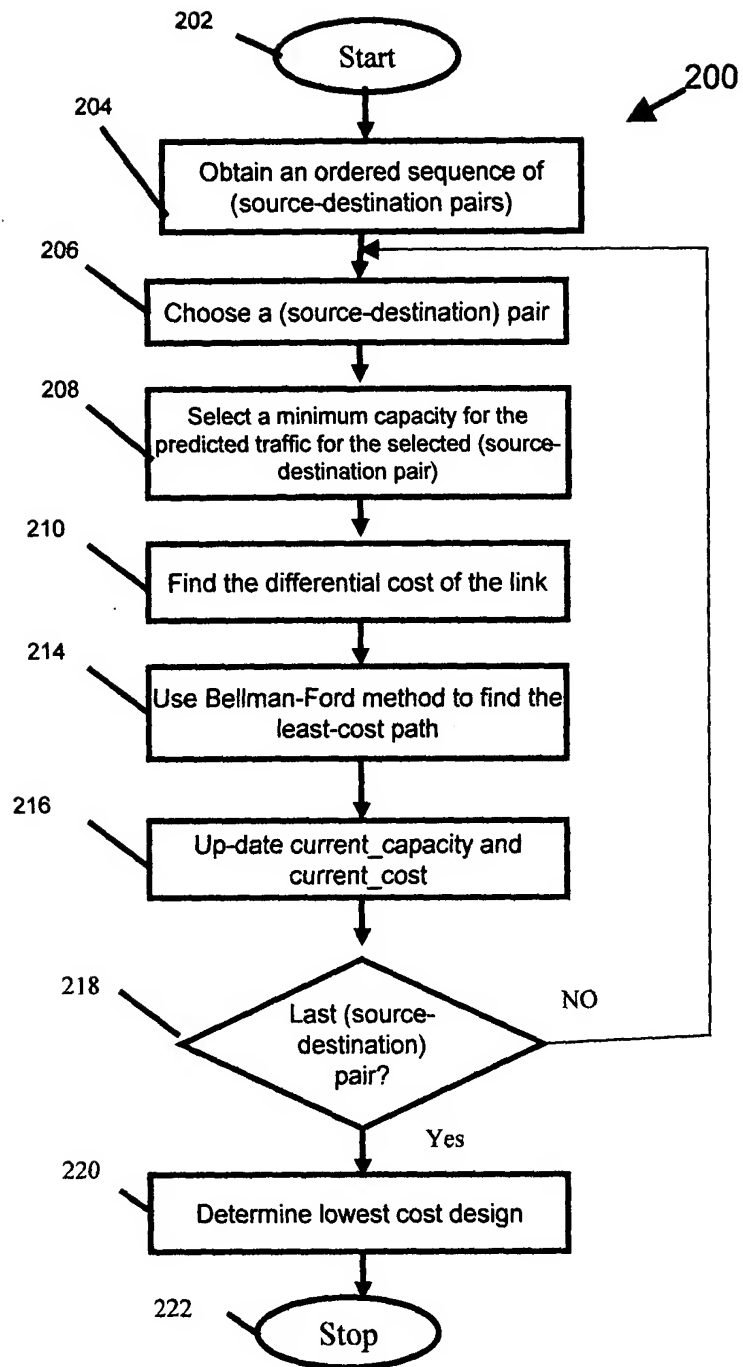 202
Start
200
204
Obtain an ordered sequence of
(source-destination pairs)
206
Choose a (source-destination) pair
208
Select a minimum capacity for the
predicted traffic for the selected (source-
destination pair)
210
Find the differential cost of the link
214
Use Bellman-Ford method to find the
least-cost path
216
Up-date current_capacity and
current_cost
218
Last (source-
destination)
pair?
NO
Yes
220
Determine lowest cost design
222
Stop